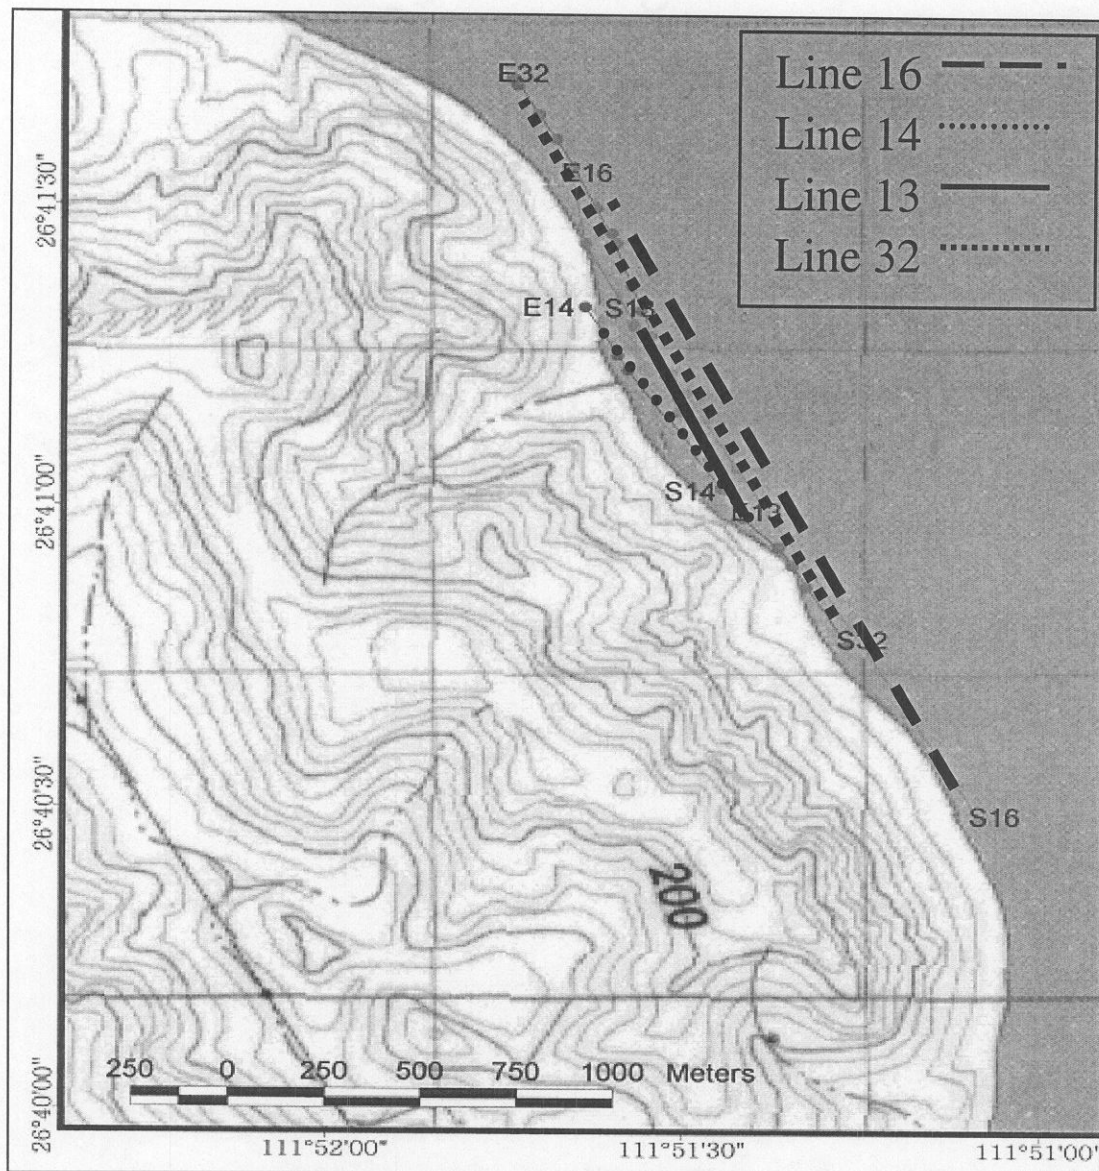 Line 16
Line 14
Line 13
Line 32
E32
E16
E14
S13
S14
E13
S32
S16
200
250 0 250 500 750 1000 Meters
26°41'30"
26°41'00"
26°40'30"
26°40'00"
111°52'00" 111°51'30" 111°51'00"